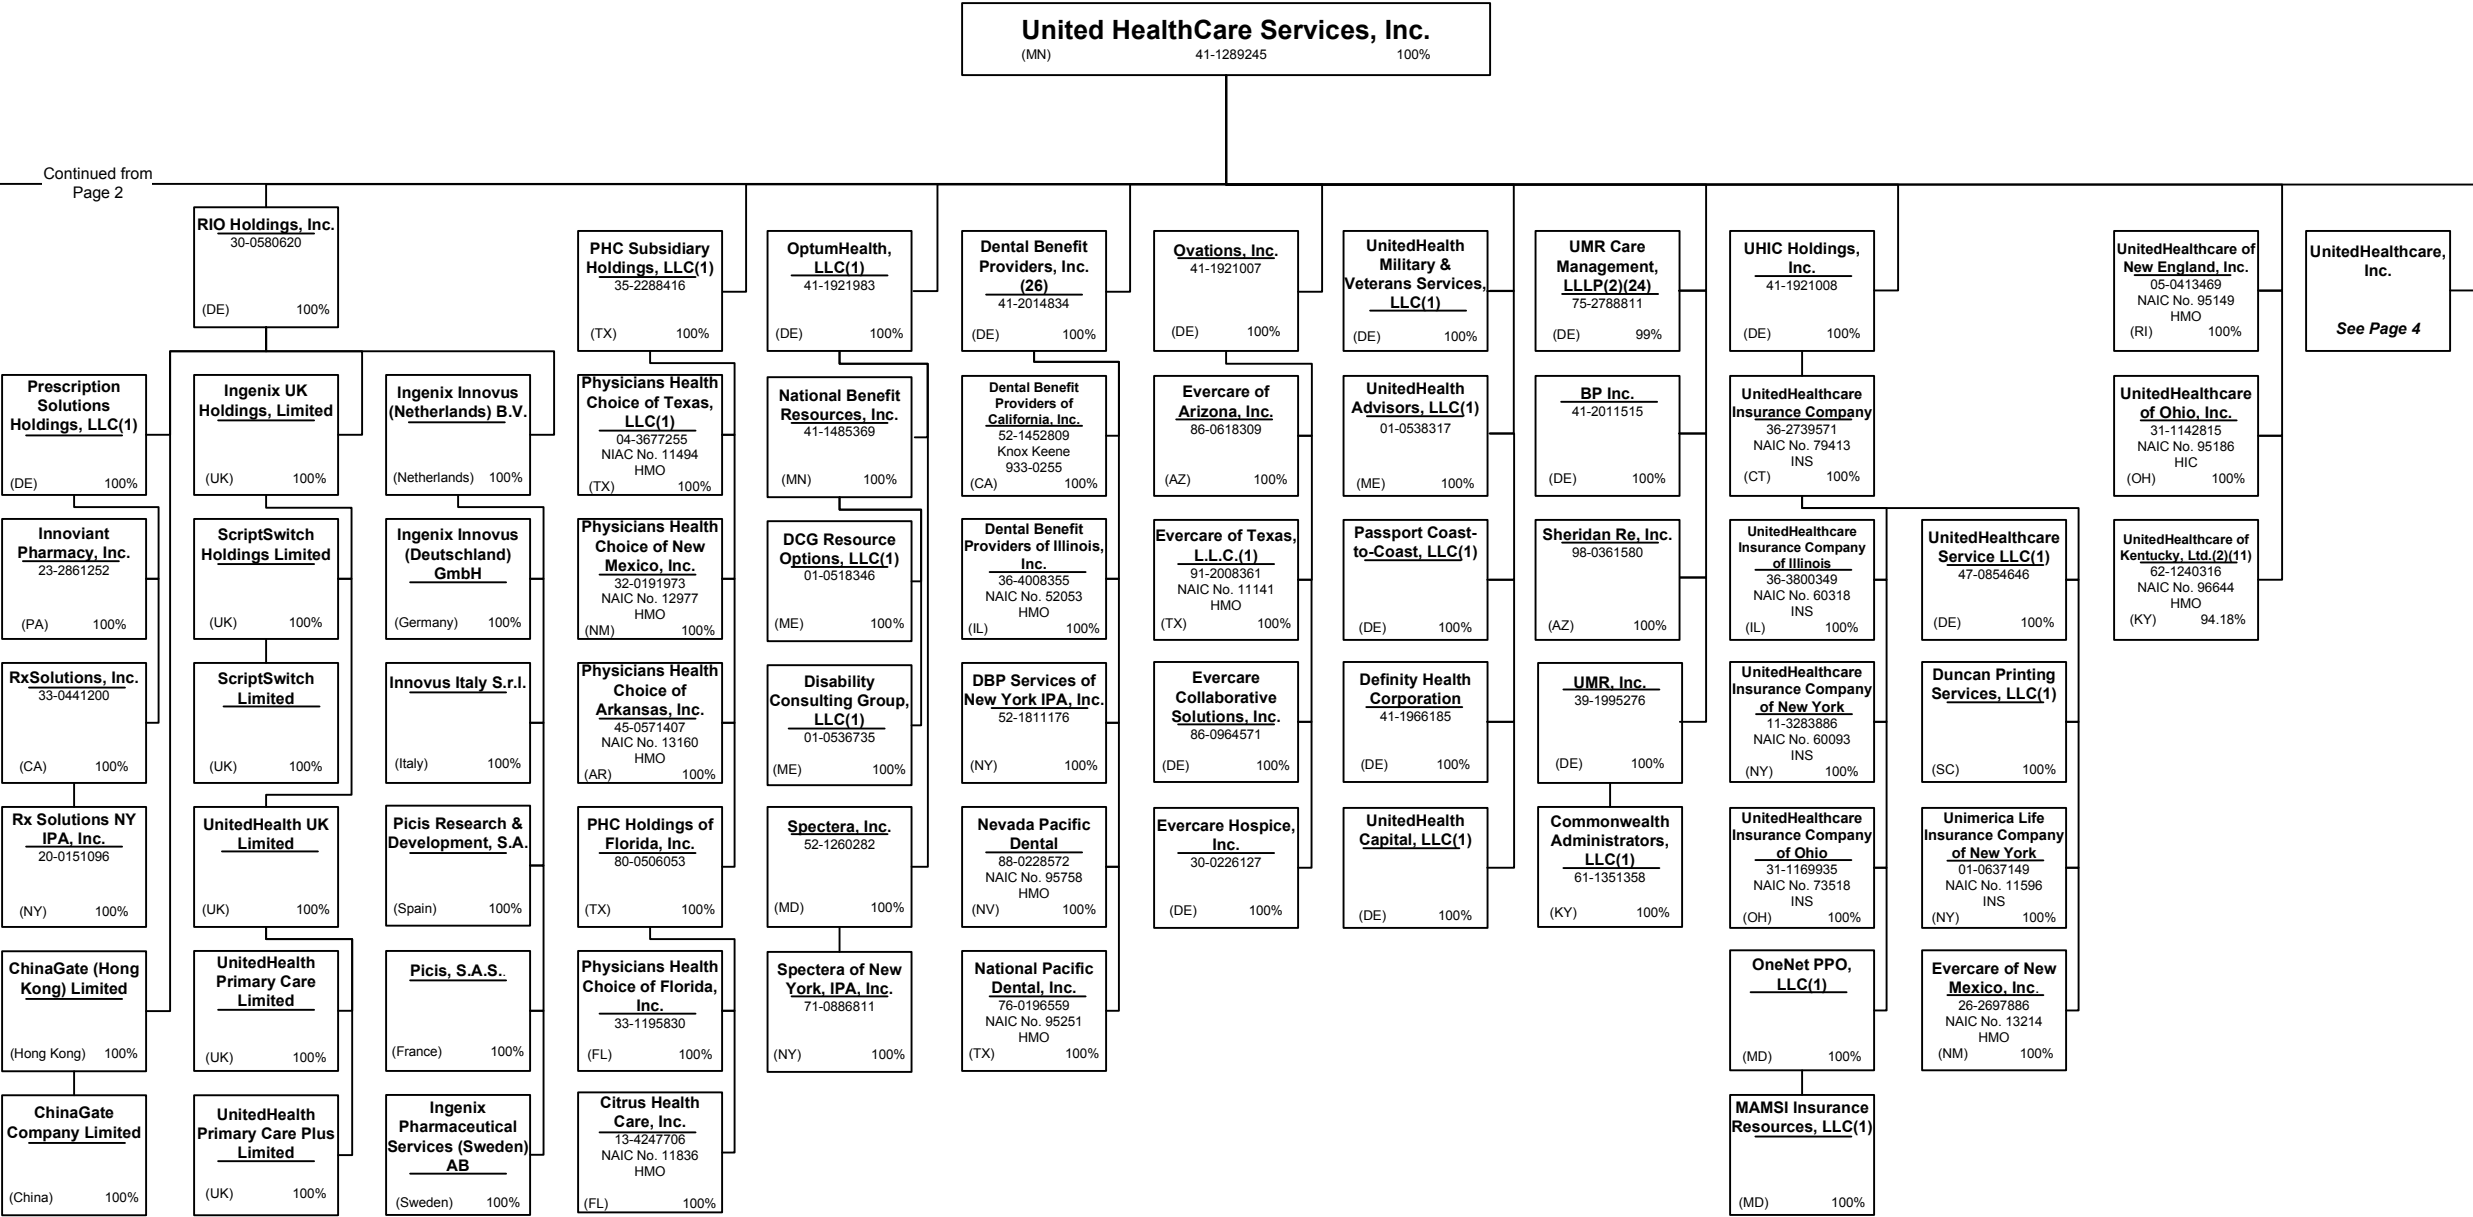 United HealthCare Services, Inc.
(MN) 41-1289245 100%
Continued from
Page 2
RIO Holdings, Inc.
30-0580620
(DE) 100%
Prescription
Solutions
Holdings, LLC(1)
(DE) 100%
Innoviant
Pharmacy, Inc.
23-2861252
(PA) 100%
RxSolutions, Inc.
33-0441200
(CA) 100%
Rx Solutions NY
IPA, Inc.
20-0151096
(NY) 100%
ChinaGate (Hong
Kong) Limited
(Hong Kong) 100%
ChinaGate
Company Limited
(China) 100%
Ingenix UK
Holdings, Limited
(UK) 100%
ScriptSwitch
Holdings Limited
(UK) 100%
ScriptSwitch
Limited
(UK) 100%
UnitedHealth UK
Limited
(UK) 100%
UnitedHealth
Primary Care
Limited
(UK) 100%
UnitedHealth
Primary Care Plus
Limited
(UK) 100%
Ingenix Innovus
(Netherlands) B.V.
(Netherlands) 100%
Ingenix Innovus
(Deutschland)
GmbH
(Germany) 100%
Innovus Italy S.r.l.
(Italy) 100%
Picis Research &
Development, S.A.
(Spain) 100%
Picis, S.A.S..
(France) 100%
Ingenix
Pharmaceutical
Services (Sweden)
AB
(Sweden) 100%
PHC Subsidiary
Holdings, LLC(1)
35-2288416
(TX) 100%
Physicians Health
Choice of Texas,
LLC(1)
04-3677255
NIAC No. 11494
HMO
(TX) 100%
Physicians Health
Choice of New
Mexico, Inc.
32-0191973
NAIC No. 12977
HMO
(NM) 100%
Physicians Health
Choice of
Arkansas, Inc.
45-0571407
NAIC No. 13160
HMO
(AR) 100%
PHC Holdings of
Florida, Inc.
80-0506053
(TX) 100%
Physicians Health
Choice of Florida,
Inc.
33-1195830
(FL) 100%
Citrus Health
Care, Inc.
13-4247706
NAIC No. 11836
HMO
(FL) 100%
OptumHealth,
LLC(1)
41-1921983
(DE) 100%
National Benefit
Resources, Inc.
41-1485369
(MN) 100%
DCG Resource
Options, LLC(1)
01-0518346
(ME) 100%
Disability
Consulting Group,
LLC(1)
01-0536735
(ME) 100%
Spectera, Inc.
52-1260282
(MD) 100%
Spectera of New
York, IPA, Inc.
71-0886811
(NY) 100%
Dental Benefit
Providers, Inc.
(26)
41-2014834
(DE) 100%
Dental Benefit
Providers of
California, Inc.
52-1452809
Knox Keene
933-0255
(CA) 100%
Dental Benefit
Providers of Illinois,
Inc.
36-4008355
NAIC No. 52053
HMO
(IL) 100%
DBP Services of
New York IPA, Inc.
52-1811176
(NY) 100%
Nevada Pacific
Dental
88-0228572
NAIC No. 95758
HMO
(NV) 100%
National Pacific
Dental, Inc.
76-0196559
NAIC No. 95251
HMO
(TX) 100%
Ovations, Inc.
41-1921007
(DE) 100%
Evercare of
Arizona, Inc.
86-0618309
(AZ) 100%
Evercare of Texas,
L.L.C.(1)
91-2008361
NAIC No. 11141
HMO
(TX) 100%
Evercare
Collaborative
Solutions, Inc.
86-0964571
(DE) 100%
Evercare Hospice,
Inc.
30-0226127
(DE) 100%
UnitedHealth
Military &
Veterans Services,
LLC(1)
(DE) 100%
UnitedHealth
Advisors, LLC(1)
01-0538317
(ME) 100%
Passport Coast-
to-Coast, LLC(1)
(DE) 100%
Definity Health
Corporation
41-1966185
(DE) 100%
UnitedHealth
Capital, LLC(1)
(DE) 100%
UMR Care
Management,
LLLP(2)(24)
75-2788811
(DE) 99%
BP Inc.
41-2011515
(DE) 100%
Sheridan Re, Inc.
98-0361580
(AZ) 100%
UMR, Inc.
39-1995276
(DE) 100%
Commonwealth
Administrators,
LLC(1)
61-1351358
(KY) 100%
UHIC Holdings,
Inc.
41-1921008
(DE) 100%
UnitedHealthcare
Insurance Company
36-2739571
NAIC No. 79413
INS
(CT) 100%
UnitedHealthcare
Insurance Company
of Illinois
36-3800349
NAIC No. 60318
INS
(IL) 100%
UnitedHealthcare
Insurance Company
of New York
11-3283886
NAIC No. 60093
INS
(NY) 100%
UnitedHealthcare
Insurance Company
of Ohio
31-1169935
NAIC No. 73518
INS
(OH) 100%
OneNet PPO,
LLC(1)
(MD) 100%
MAMSI Insurance
Resources, LLC(1)
(MD) 100%
UnitedHealthcare
Service LLC(1)
47-0854646
(DE) 100%
Duncan Printing
Services, LLC(1)
(SC) 100%
Unimerica Life
Insurance Company
of New York
01-0637149
NAIC No. 11596
INS
(NY) 100%
Evercare of New
Mexico, Inc.
26-2697886
NAIC No. 13214
HMO
(NM) 100%
UnitedHealthcare of
New England, Inc.
05-0413469
NAIC No. 95149
HMO
(RI) 100%
UnitedHealthcare
of Ohio, Inc.
31-1142815
NAIC No. 95186
HIC
(OH) 100%
UnitedHealthcare of
Kentucky, Ltd.(2)(11)
62-1240316
NAIC No. 96644
HMO
(KY) 94.18%
UnitedHealthcare,
Inc.
See Page 4